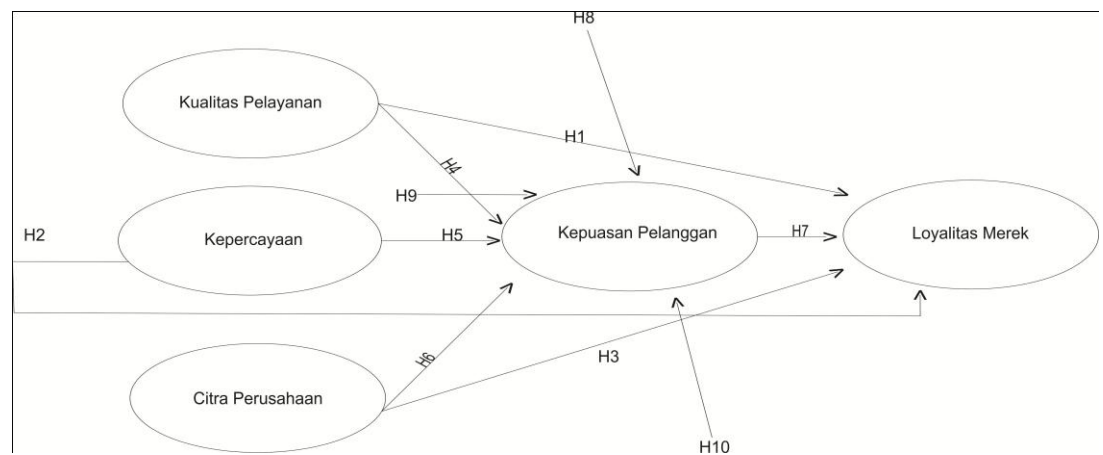 H8
Kualitas Pelayanan
H1
H4
H9
H2
Kepercayaan
H5
Kepuasan Pelanggan
H7
Loyalitas Merek
H6
H3
Citra Perusahaan
H10